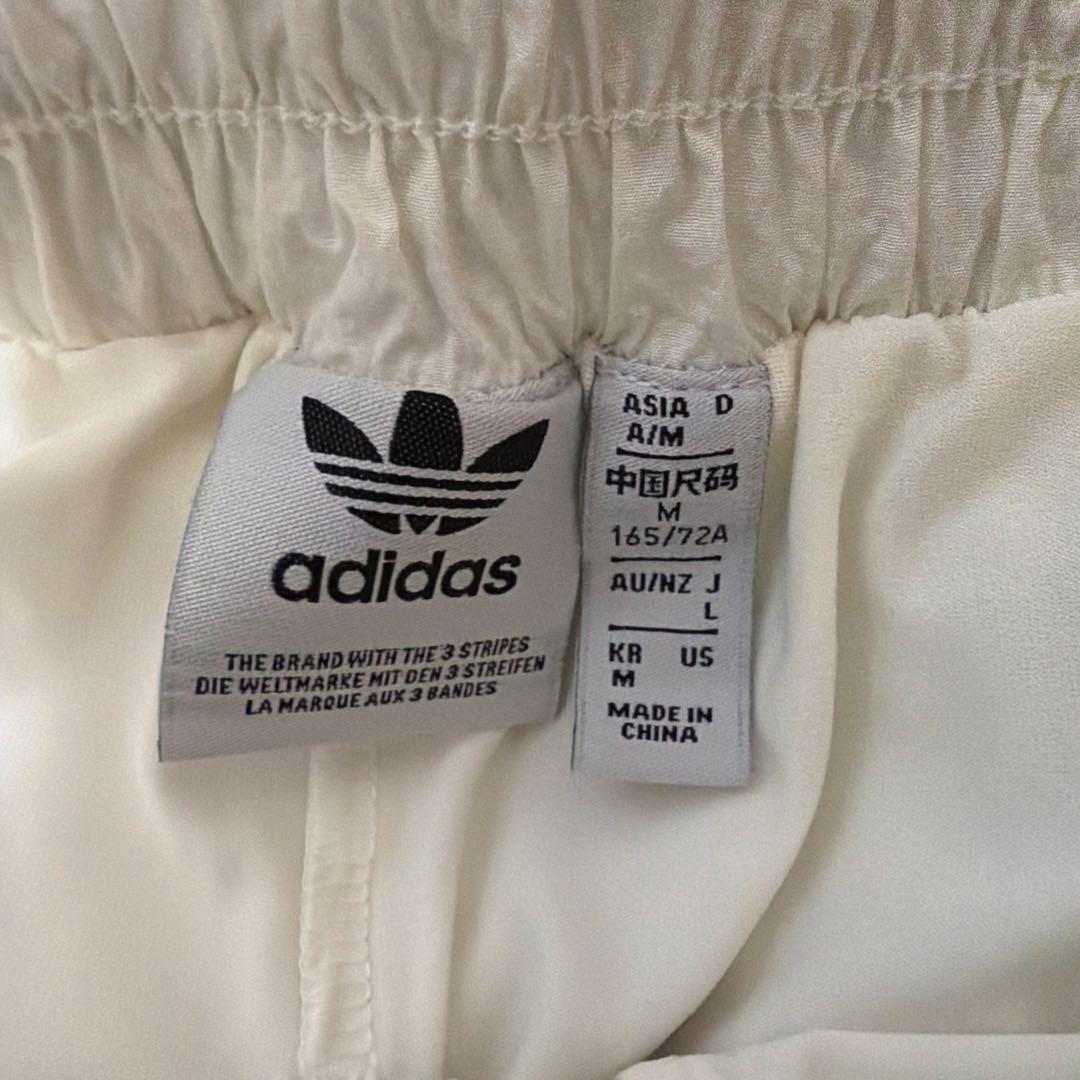 adidas
THE BRAND WITH THE 3 STRIPES
DIE WELTMARKE MIT DEN 3 STREIFEN
LA MARQUE AUX 3 BANDES
ASIA D
A/M
中国尺码
M
165/72A
AU/NZ J
L
KR US
M
MADE IN
CHINA